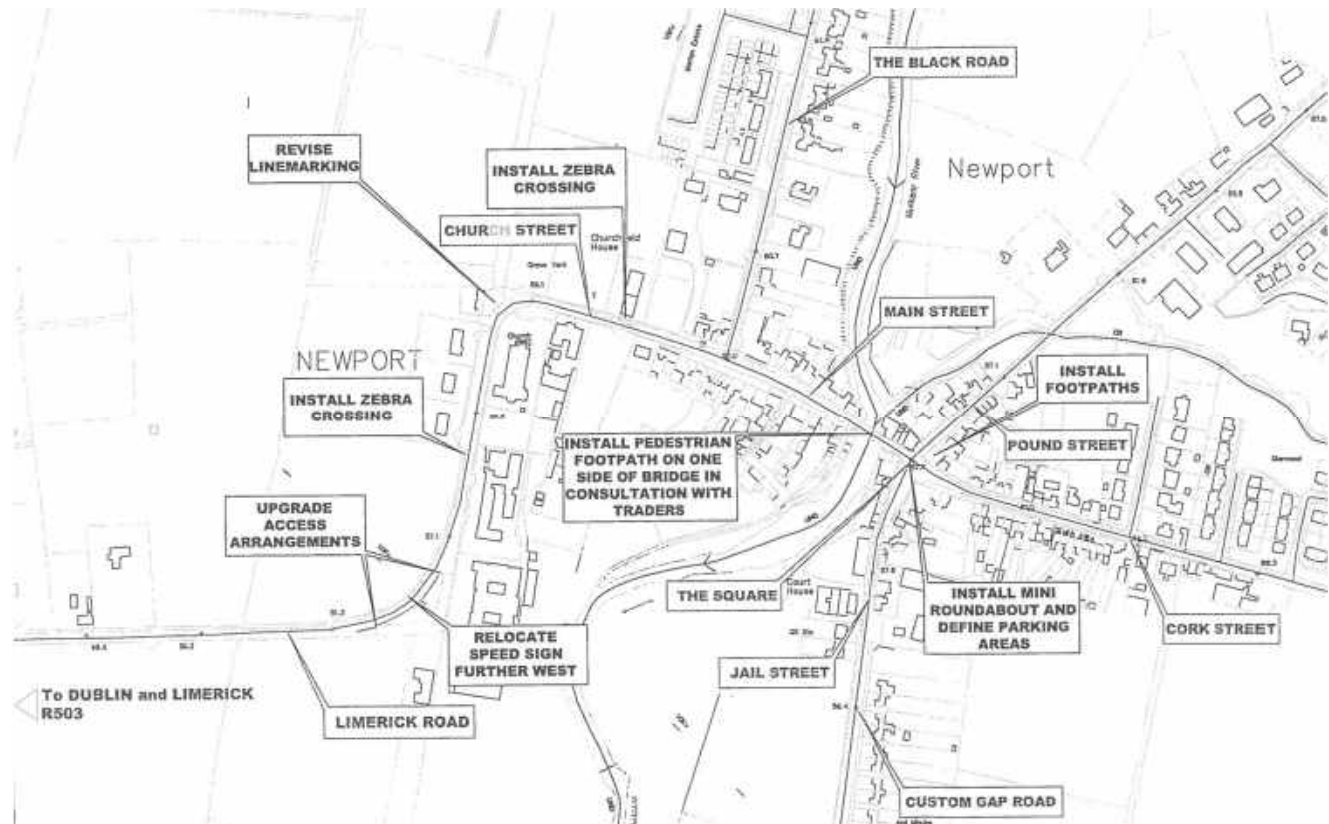 THE BLACK ROAD
REVISE
LINEMARKING
INSTALL ZEBRA
CROSSING
Newport
CHURCH STREET
House
MAIN STREET
NEWPORT
INSTALL
FOOTPATHS
INSTALL ZEBRA
CROSSING
INSTALL PEDESTRIAN
FOOTPATH ON ONE
SIDE OF BRIDGE IN
CONSULTATION WITH
TRADERS
POUND STREET
UPGRADE
ACCESS
ARRANGEMENTS
THE SQUARE
Court
House
INSTALL MINI
ROUNDABOUT AND
DEFINE PARKING
AREAS
CORK STREET
RELOCATE
SPEED SIGN
FURTHER WEST
JAIL STREET
To DUBLIN and LIMERICK
R503
LIMERICK ROAD
CUSTOM GAP ROAD